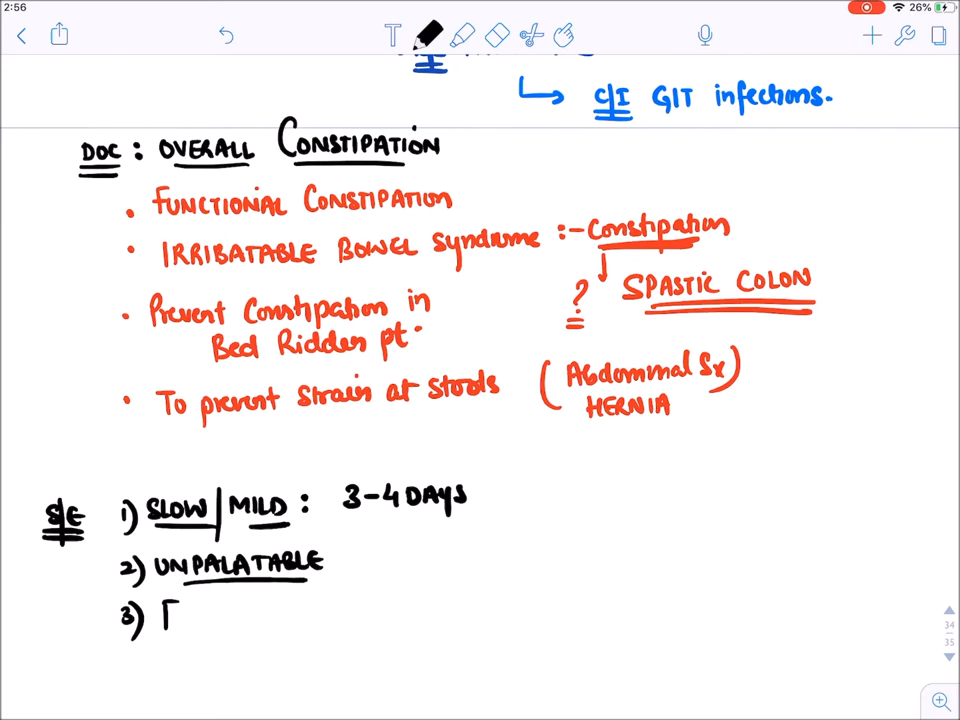 2:56
26%
T
C/I GIT infections.
DOC : OVERALL CONSTIPATION
• FUNCTIONAL CONSTIPATION
• IRRIBATABLE BOWEL Syndrome :- Constipation
? SPASTIC COLON
• Prevent Constipation in
Bed Ridden pt.
• To prevent Strain at Stools (Abdominal Sx)
HERNIA
S/E 1) SLOW/MILD : 3-4 DAYS
2) UNPALATABLE
3)
34
35